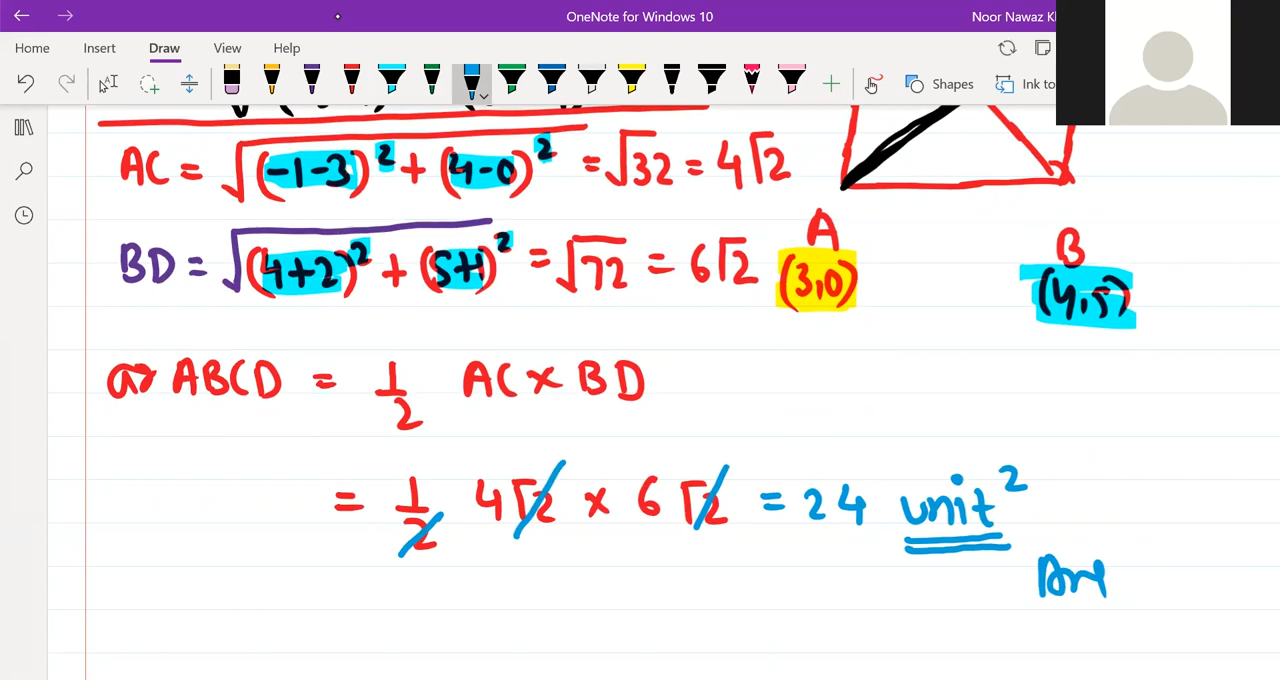 OneNote for Windows 10
Noor Nawaz Kh
Home Insert Draw View Help
Shapes Ink to
AC = √(-1-3)² + (4-0)² = √32 = 4√2
BD = √(4+2)² + (5+1)² = √72 = 6√2
A
(3,0)
B
(4,5)
ar ABCD = 1/2 AC × BD
= 1/2 4√2 × 6√2 = 24 unit²
Ans